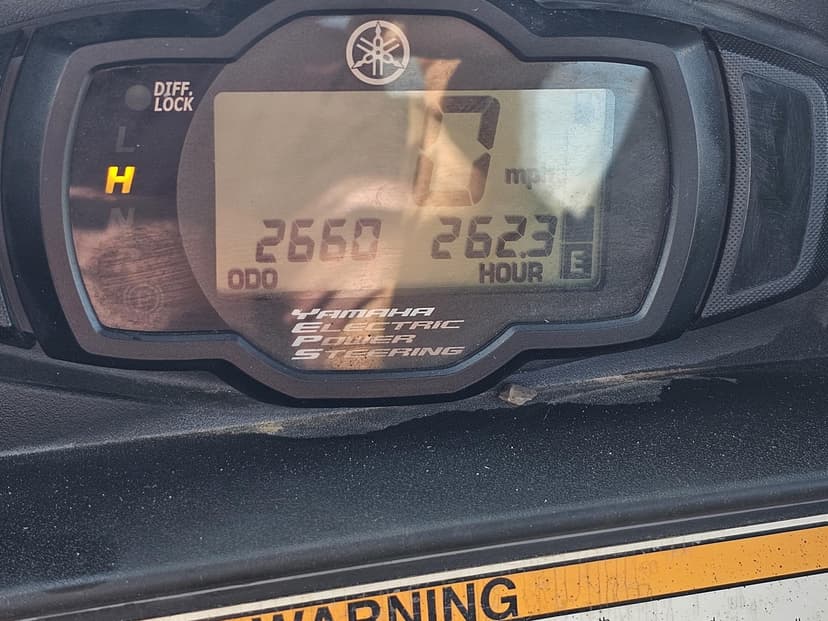 DIFF.
LOCK
L
H
N
R
P
0 mph
2660 262.3
ODO HOUR E
YAMAHA
ELECTRIC
POWER
STEERING
WARNING